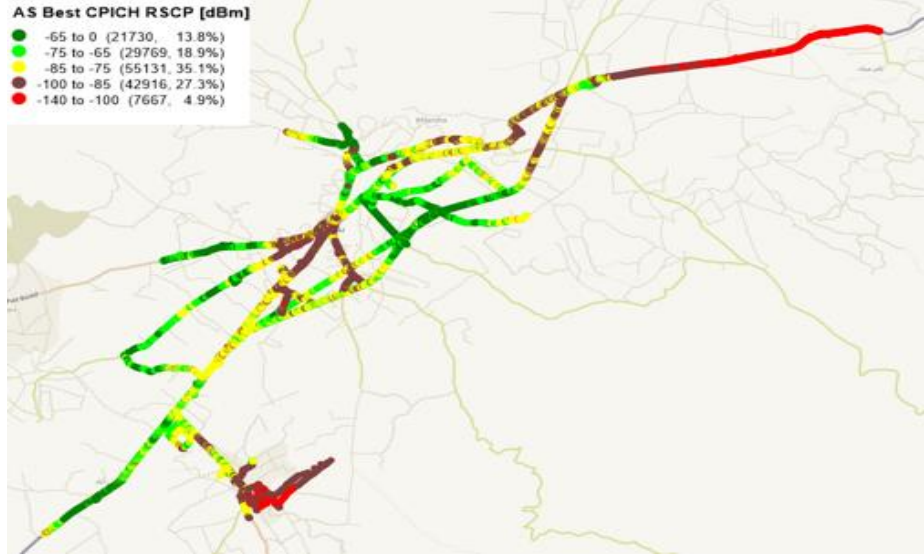 AS Best CPICH RSCP [dBm]
-65 to 0 (21730, 13.8%)
-75 to -65 (29769, 18.9%)
-85 to -75 (55131, 35.1%)
-100 to -85 (42916, 27.3%)
-140 to -100 (7667, 4.9%)